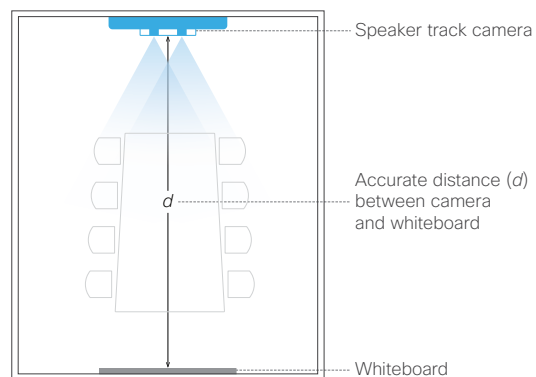 Speaker track camera
d
Accurate distance (d)
between camera
and whiteboard
Whiteboard